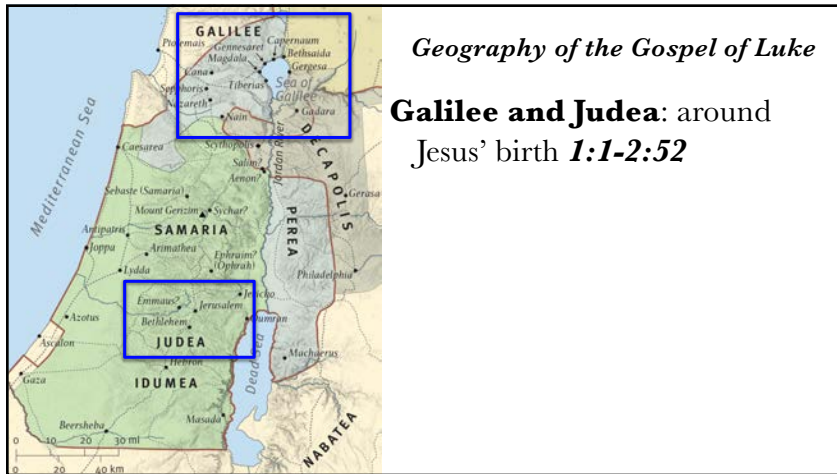 Geography of the Gospel of Luke
Galilee and Judea: around
Jesus’ birth 1:1-2:52
GALILEE
Ptolemais
Capernaum
Gennesaret
Bethsaida
Magdala
Gergesa
Cana
Sea of
Galilee
Tiberias
Sepphoris
Nazareth
Gadara
Nain
Mediterranean Sea
Jordan River
DECAPOLIS
Caesarea
Scythopolis
Salim?
Aenon?
Sebaste (Samaria)
Gerasa
Mount Gerizim
Sychar?
PEREA
SAMARIA
Antipatris
Joppa
Arimathea
Ephraim?
(Ophrah)
Lydda
Philadelphia
Emmaus?
Jericho
Jerusalem
Azotus
Bethlehem
Qumran
JUDEA
Ascalon
Machaerus
Hebron
Dead Sea
Gaza
IDUMEA
Masada
Beersheba
NABATEA
0 10 20 30 mi
0 20 40 km